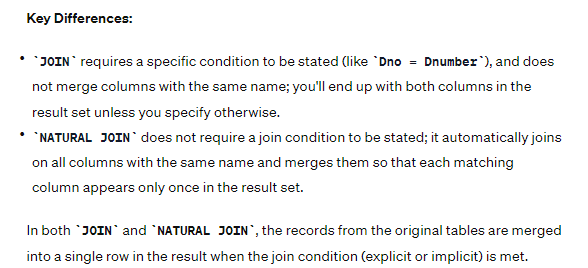 Key Differences:
• `JOIN` requires a specific condition to be stated (like `Dno = Dnumber`), and does
not merge columns with the same name; you'll end up with both columns in the
result set unless you specify otherwise.
• `NATURAL JOIN` does not require a join condition to be stated; it automatically joins
on all columns with the same name and merges them so that each matching
column appears only once in the result set.
In both `JOIN` and `NATURAL JOIN`, the records from the original tables are merged
into a single row in the result when the join condition (explicit or implicit) is met.